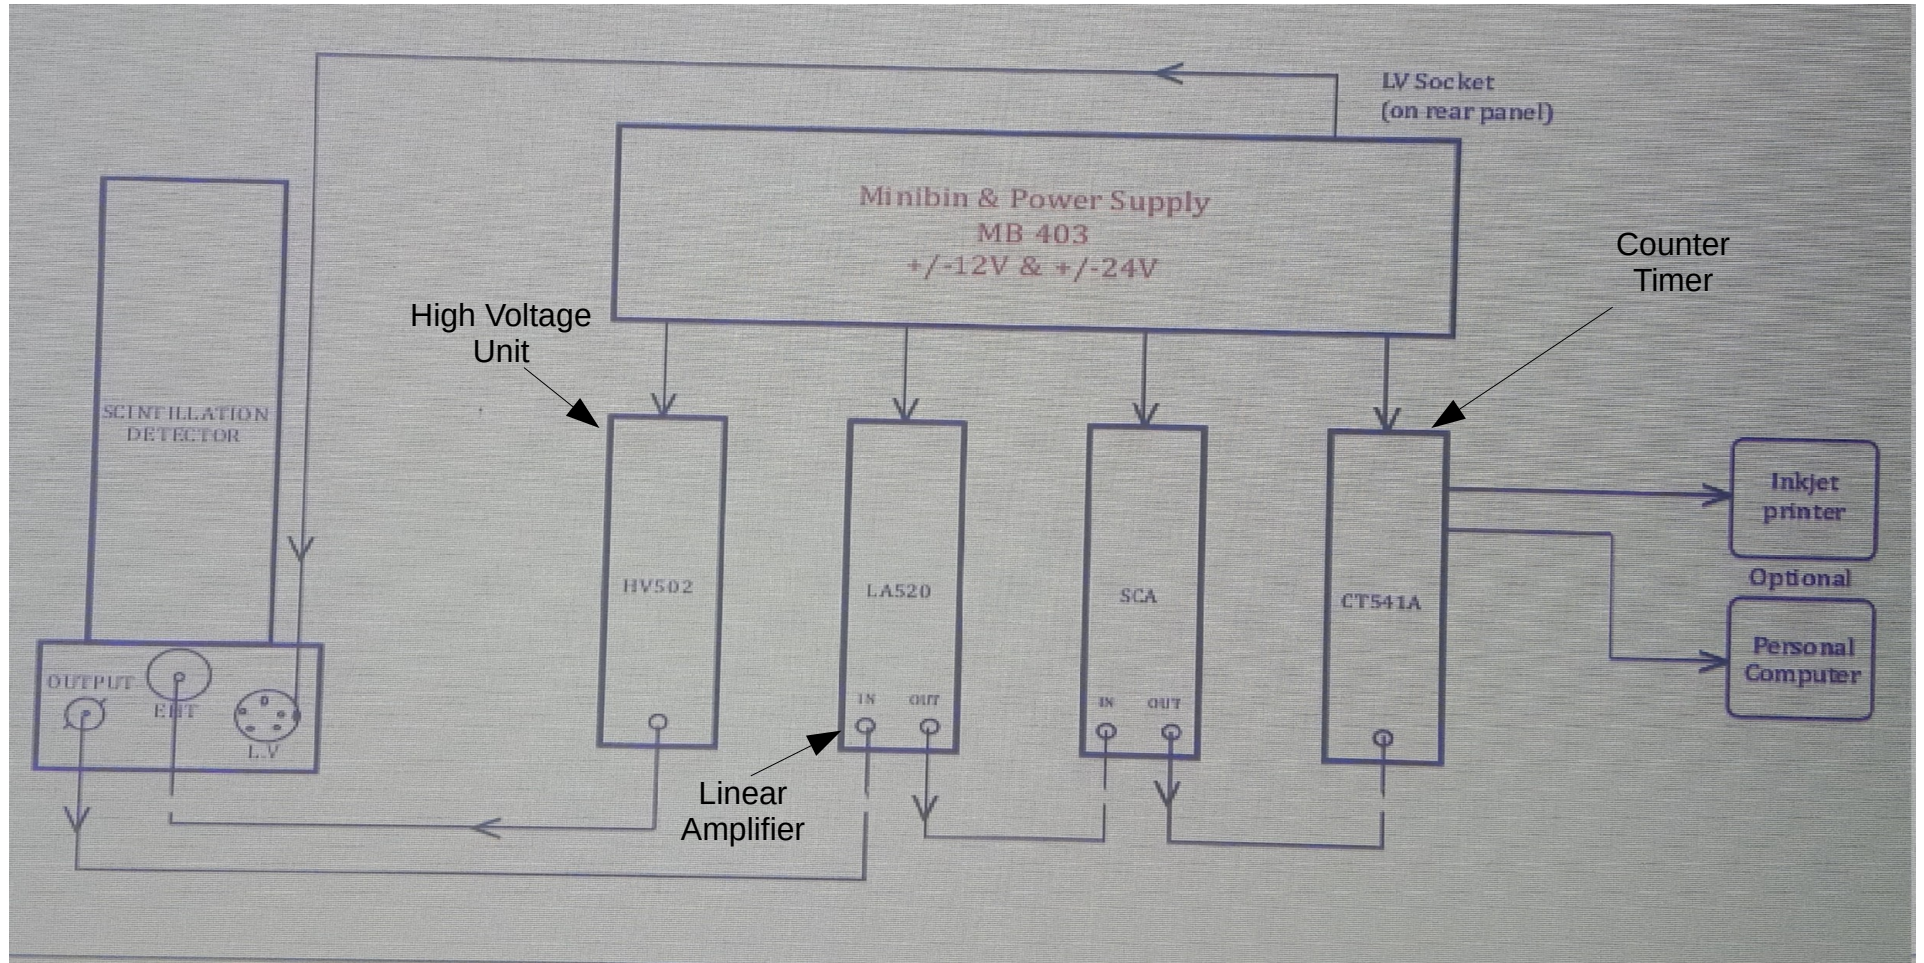 LV Socket
(on rear panel)
Minibin & Power Supply
MB 403
+/-12V & +/-24V
Counter
Timer
High Voltage
Unit
SCINTILLATION
DETECTOR
Inkjet
printer
Optional
Personal
Computer
HV502
LA520
SCA
CT541A
OUTPUT
EHT
L.V
IN
OUT
IN
OUT
Linear
Amplifier